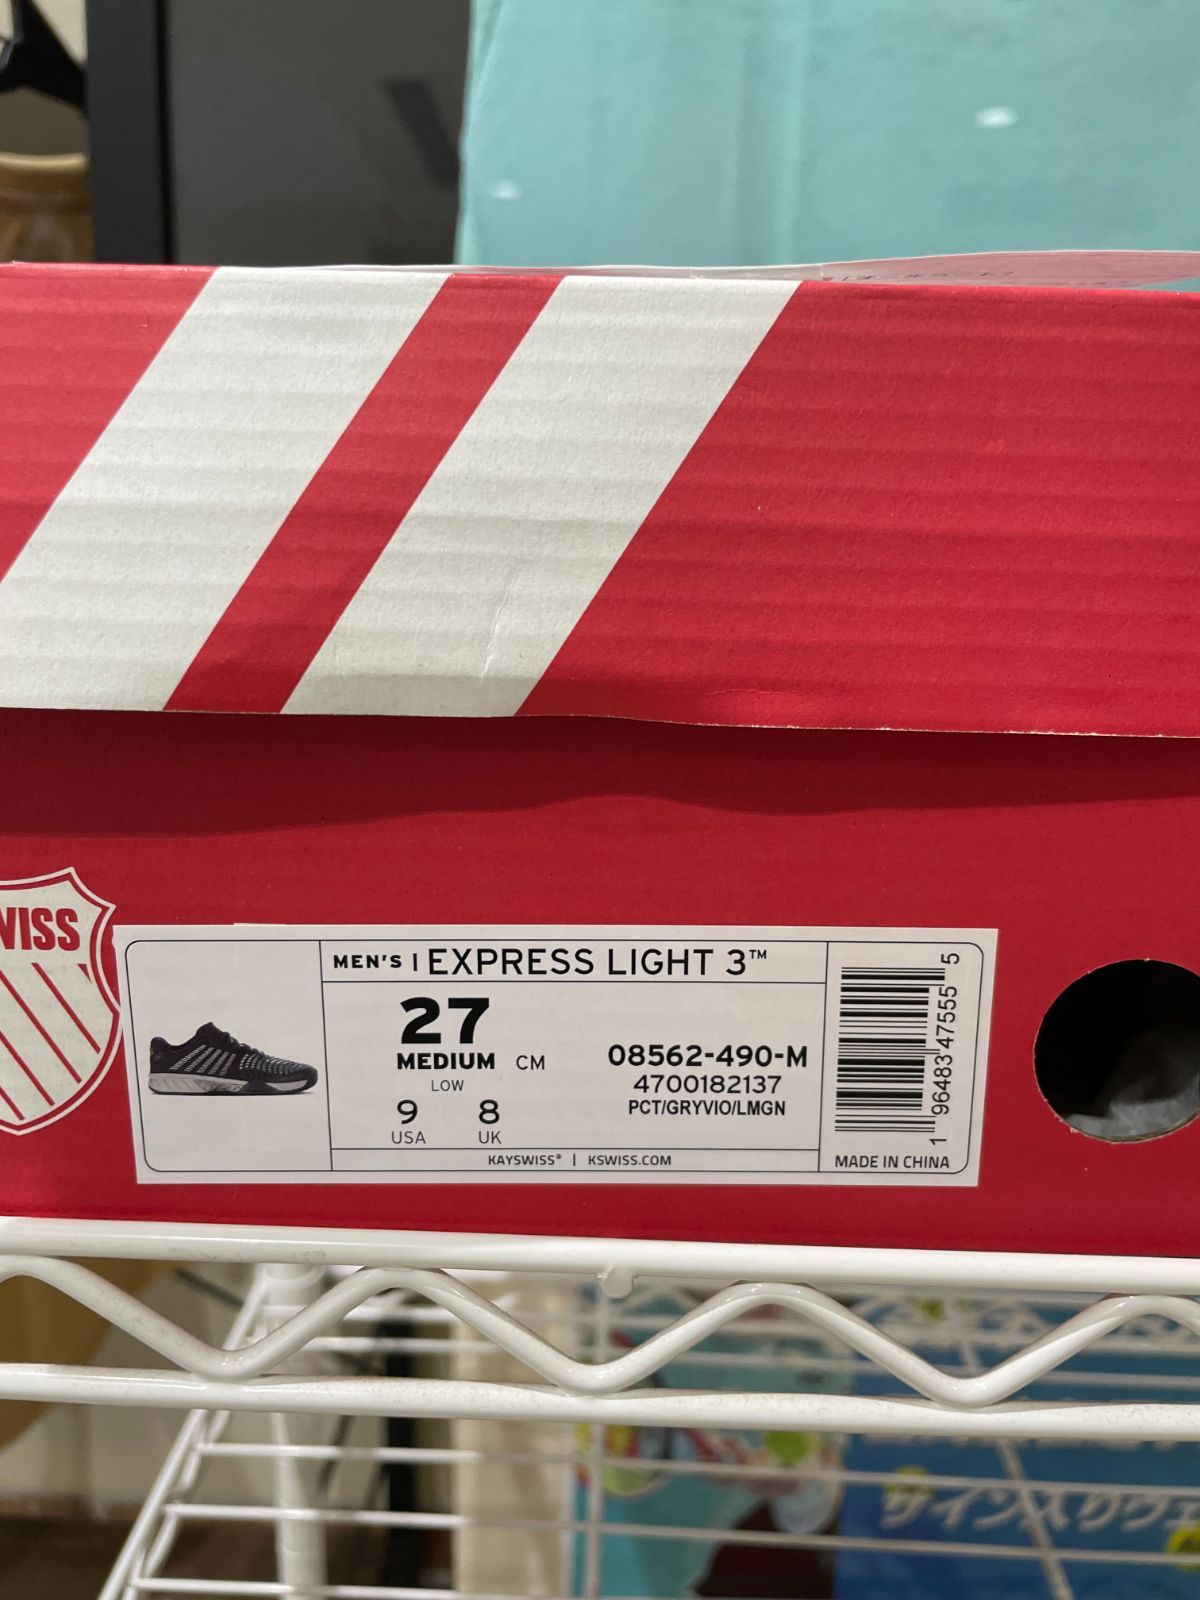 WISS
MEN'S | EXPRESS LIGHT 3™
27
MEDIUM CM
LOW
9 8
USA UK
08562-490-M
4700182137
PCT/GRYVIO/LMGN
KAYSWISS® | KSWISS.COM
1 96483 47555 5
MADE IN CHINA